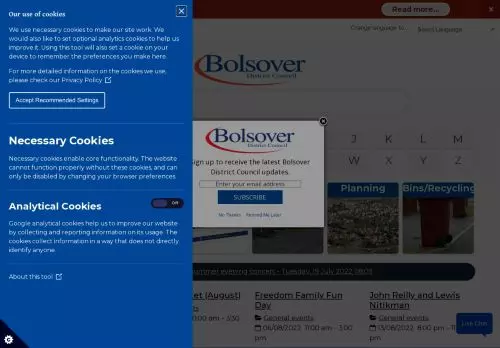 Our use of cookies
We use necessary cookies to make our site work. We
would also like to set optional analytics cookies to help us
improve it. Using this tool will also set a cookie on your
device to remember the preferences you make here.
For more detailed information on the cookies we use,
please check our Privacy Policy
Accept Recommended Settings
Necessary Cookies
Necessary cookies enable core functionality. The website
cannot function properly without these cookies, and can
only be disabled by changing your browser preferences.
Analytical Cookies
Off
Google analytical cookies help us to improve our website
by collecting and reporting information on its usage. The
cookies collect information in a way that does not directly
identify anyone.
About this tool
Read more...
Change language to:
Select Language
Bolsover
District Council
Bolsover
District Council
Sign up to receive the latest Bolsover
District Council updates.
Enter your email address
SUBSCRIBE
No Thanks
Remind Me Later
J K L M
W X Y Z
Planning
Bins/Recycling
summer evening concert - Tuesday, 19 July 2022 08:05
et (August)
Freedom Family Fun
Day
John Reilly and Lewis
Nitikman
General events
General events
10:00 am - 3:30
06/08/2022 11:00 am - 3:00
pm
13/08/2022 6:00 pm - 8:00
pm
Live Chat